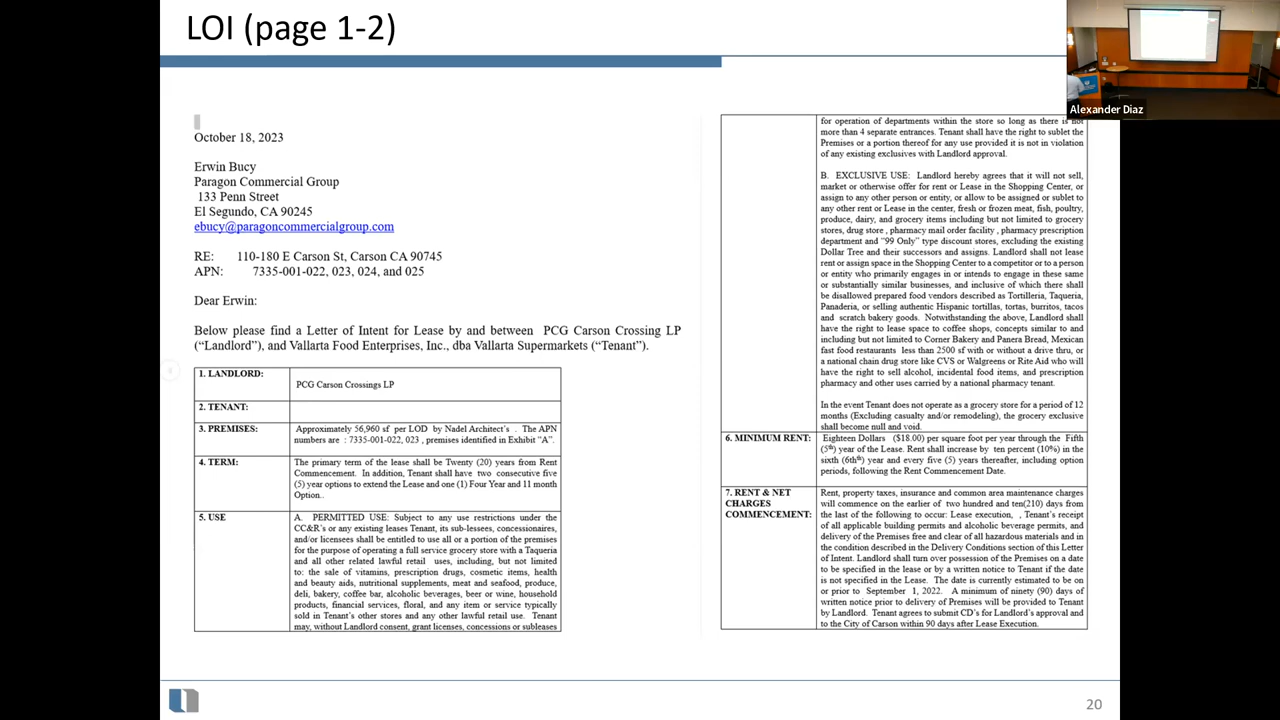 LOI (page 1-2)
Alexander Diaz
October 18, 2023
Erwin Bucy
Paragon Commercial Group
133 Penn Street
El Segundo, CA 90245
ebucy@paragoncommercialgroup.com
RE: 110-180 E Carson St, Carson CA 90745
APN: 7335-001-022, 023, 024, and 025
Dear Erwin:
Below please find a Letter of Intent for Lease by and between PCG Carson Crossing LP
(“Landlord”), and Vallarta Food Enterprises, Inc., dba Vallarta Supermarkets (“Tenant”).
1. LANDLORD:
PCG Carson Crossings LP
2. TENANT:
3. PREMISES:
Approximately 56,960 sf per LOD by Nadel Architect’s . The APN
numbers are : 7335-001-022, 023 , premises identified in Exhibit “A”.
4. TERM:
The primary term of the lease shall be Twenty (20) years from Rent
Commencement. In addition, Tenant shall have two consecutive five
(5) year options to extend the Lease and one (1) Four Year and 11 month
Option..
5. USE
A. PERMITTED USE: Subject to any use restrictions under the
CC&R’s or any existing leases Tenant, its sub-lessees, concessionaires,
and/or licensees shall be entitled to use all or a portion of the premises
for the purpose of operating a full service grocery store with a Taqueria
and all other related lawful retail uses, including, but not limited
to: the sale of vitamins, prescription drugs, cosmetic items, health
and beauty aids, nutritional supplements, meat and seafood, produce,
deli, bakery, coffee bar, alcoholic beverages, beer or wine, household
products, financial services, floral, and any item or service typically
sold in Tenant’s other stores and any other lawful retail use. Tenant
may, without Landlord consent, grant licenses, concessions or subleases
for operation of departments within the store so long as there is not
more than 4 separate entrances. Tenant shall have the right to sublet the
Premises or a portion thereof for any use provided it is not in violation
of any existing exclusives with Landlord approval.
B. EXCLUSIVE USE: Landlord hereby agrees that it will not sell,
market or otherwise offer for rent or Lease in the Shopping Center, or
assign to any other person or entity, or allow to be assigned or sublet to
any other rent or Lease in the center, fresh or frozen meat, fish, poultry,
produce, dairy, and grocery items including but not limited to grocery
stores, drug store , pharmacy mail order facility , pharmacy prescription
department and “99 Only” type discount stores, excluding the existing
Dollar Tree and their successors and assigns. Landlord shall not lease
rent or assign space in the Shopping Center to a competitor or to a person
or entity who primarily engages in or intends to engage in these same
or substantially similar businesses, and inclusive of which there shall
be disallowed prepared food vendors described as Tortilleria, Taqueria,
Panaderia, or selling authentic Hispanic tortillas, tortas, burritos, tacos
and scratch bakery goods. Notwithstanding the above, Landlord shall
have the right to lease space to coffee shops, concepts similar to and
including but not limited to Corner Bakery and Panera Bread, Mexican
fast food restaurants less than 2500 sf with or without a drive thru, or
a national chain drug store like CVS or Walgreens or Rite Aid who will
have the right to sell alcohol, incidental food items, and prescription
pharmacy and other uses carried by a national pharmacy tenant.
In the event Tenant does not operate as a grocery store for a period of 12
months (Excluding casualty and/or remodeling), the grocery exclusive
shall become null and void.
6. MINIMUM RENT:
Eighteen Dollars ($18.00) per square foot per year through the Fifth
(5th) year of the Lease. Rent shall increase by ten percent (10%) in the
sixth (6th) year and every five (5) years thereafter, including option
periods, following the Rent Commencement Date.
7. RENT & NET
CHARGES
COMMENCEMENT:
Rent, property taxes, insurance and common area maintenance charges
will commence on the earlier of two hundred and ten(210) days from
the last of the following to occur: Lease execution, , Tenant’s receipt
of all applicable building permits and alcoholic beverage permits, and
delivery of the Premises free and clear of all hazardous materials and in
the condition described in the Delivery Conditions section of this Letter
of Intent. Landlord shall turn over possession of the Premises on a date
to be specified in the lease or by a written notice to Tenant if the date
is not specified in the Lease. The date is currently estimated to be on
or prior to September 1, 2022. A minimum of ninety (90) days of
written notice prior to delivery of Premises will be provided to Tenant
by Landlord. Tenant agrees to submit CD’s for Landlord’s approval and
to the City of Carson within 90 days after Lease Execution.
20